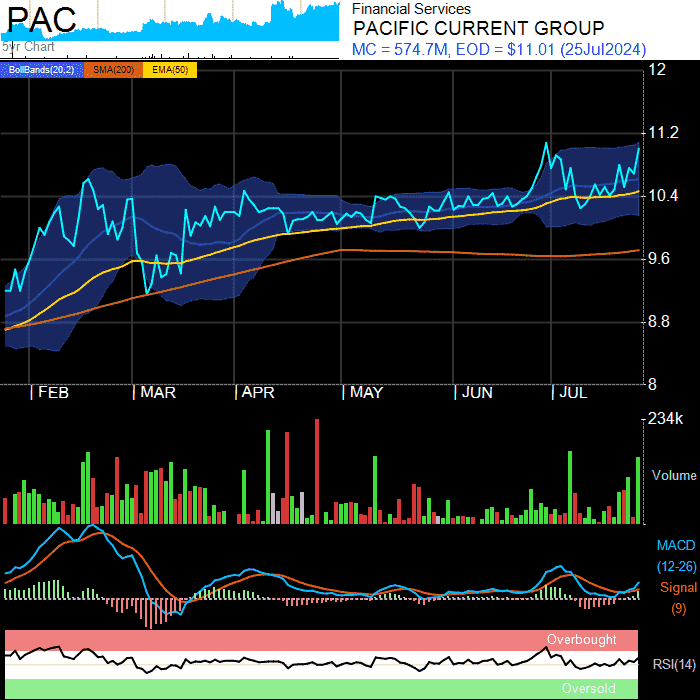 PAC
5yr Chart
Financial Services
PACIFIC CURRENT GROUP
MC = 574.7M, EOD = $11.01 (25Jul2024)
BollBands(20,2) SMA(200) EMA(50)
12
11.2
10.4
9.6
8.8
8
FEB MAR APR MAY JUN JUL
234k
Volume
MACD
(12-26)
Signal
(9)
Overbought
RSI(14)
Oversold